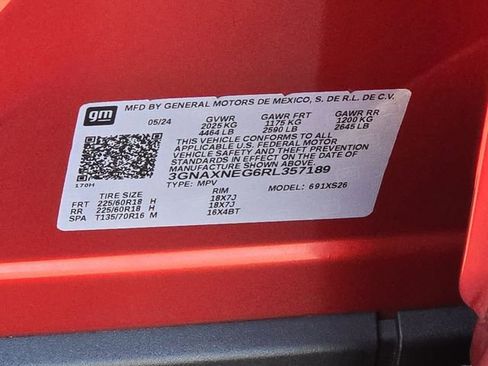 gm
MFD BY GENERAL MOTORS DE MEXICO, S. DE R.L. DE C.V.
05/24 GVWR GAWR FRT GAWR RR
2025 KG 1175 KG 1200 KG
4464 LB 2590 LB 2645 LB
THIS VEHICLE CONFORMS TO ALL
APPLICABLE U.S. FEDERAL MOTOR
VEHICLE SAFETY AND THEFT PREVENTION
STANDARDS IN EFFECT ON THE DATE OF
MANUFACTURE SHOWN ABOVE.
3GNAXNEG6RL357189
170H
TYPE: MPV MODEL: 691XS26
TIRE SIZE RIM
FRT 225/60R18 H 18X7J
RR 225/60R18 H 18X7J
SPA T135/70R16 M 16X4BT